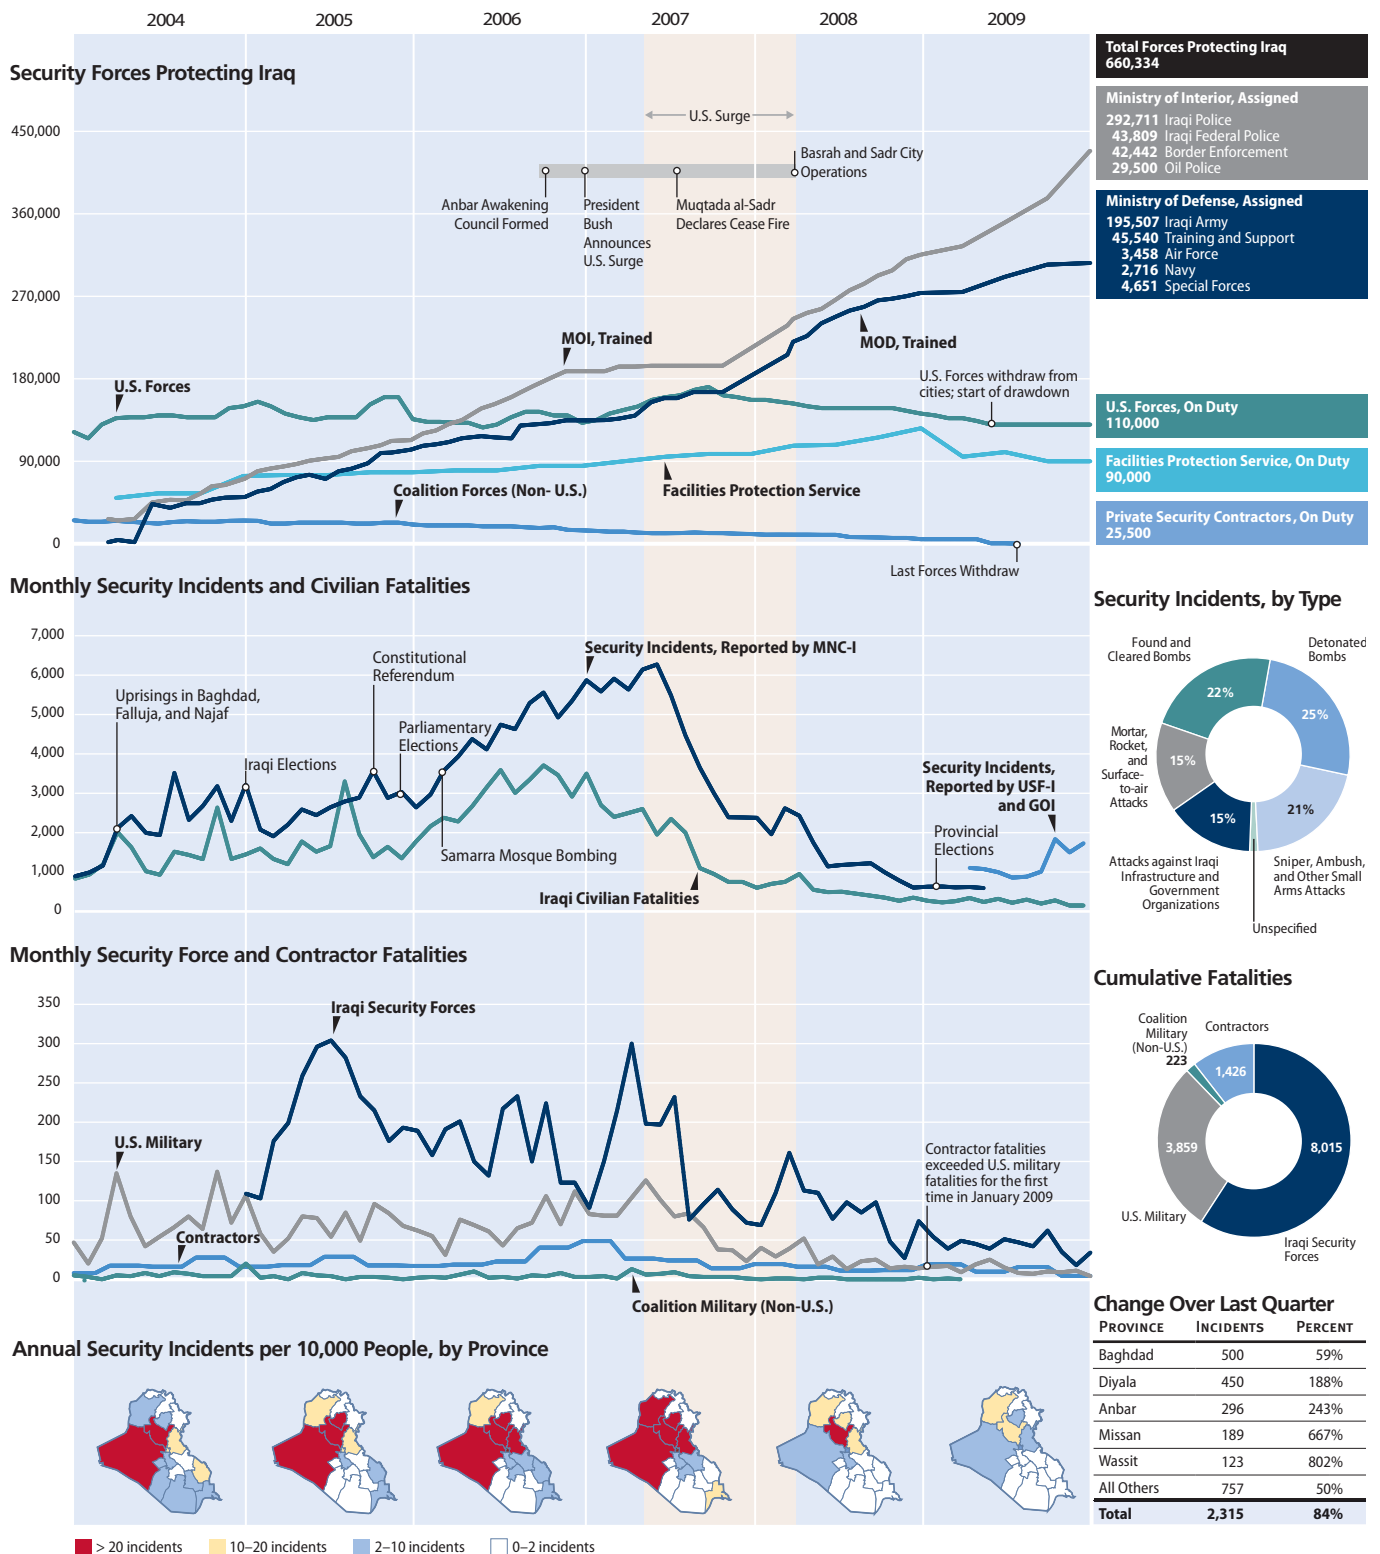 2004 2005 2006 2007 2008 2009
Security Forces Protecting Iraq
450,000
360,000
270,000
180,000
90,000
0
U.S. Surge
Basrah and Sadr City
Operations
Anbar Awakening
Council Formed
President
Bush
Announces
U.S. Surge
Muqtada al-Sadr
Declares Cease Fire
MOI, Trained
MOD, Trained
U.S. Forces
U.S. Forces withdraw from
cities; start of drawdown
Coalition Forces (Non- U.S.)
Facilities Protection Service
Last Forces Withdraw
Total Forces Protecting Iraq
660,334
Ministry of Interior, Assigned
292,711 Iraqi Police
43,809 Iraqi Federal Police
42,442 Border Enforcement
29,500 Oil Police
Ministry of Defense, Assigned
195,507 Iraqi Army
45,540 Training and Support
3,458 Air Force
2,716 Navy
4,651 Special Forces
U.S. Forces, On Duty
110,000
Facilities Protection Service, On Duty
90,000
Private Security Contractors, On Duty
25,500
Monthly Security Incidents and Civilian Fatalities
7,000
6,000
5,000
4,000
3,000
2,000
1,000
0
Uprisings in Baghdad,
Falluja, and Najaf
Iraqi Elections
Constitutional
Referendum
Parliamentary
Elections
Samarra Mosque Bombing
Security Incidents, Reported by MNC-I
Iraqi Civilian Fatalities
Security Incidents,
Reported by USF-I
and GOI
Provincial
Elections
Security Incidents, by Type
Found and
Cleared Bombs
Detonated
Bombs
22%
25%
Mortar,
Rocket,
and
Surface-
to-air
Attacks
15%
15%
21%
Attacks against Iraqi
Infrastructure and
Government
Organizations
Sniper, Ambush,
and Other Small
Arms Attacks
Unspecified
Monthly Security Force and Contractor Fatalities
350
300
250
200
150
100
50
0
Iraqi Security Forces
U.S. Military
Contractors
Coalition Military (Non-U.S.)
Contractor fatalities
exceeded U.S. military
fatalities for the first
time in January 2009
Cumulative Fatalities
Coalition
Military
(Non-U.S.)
223
Contractors
1,426
3,859
8,015
U.S. Military
Iraqi Security
Forces
Annual Security Incidents per 10,000 People, by Province
> 20 incidents
10–20 incidents
2–10 incidents
0–2 incidents
Change Over Last Quarter
Province Incidents Percent
Baghdad 500 59%
Diyala 450 188%
Anbar 296 243%
Missan 189 667%
Wassit 123 802%
All Others 757 50%
Total 2,315 84%